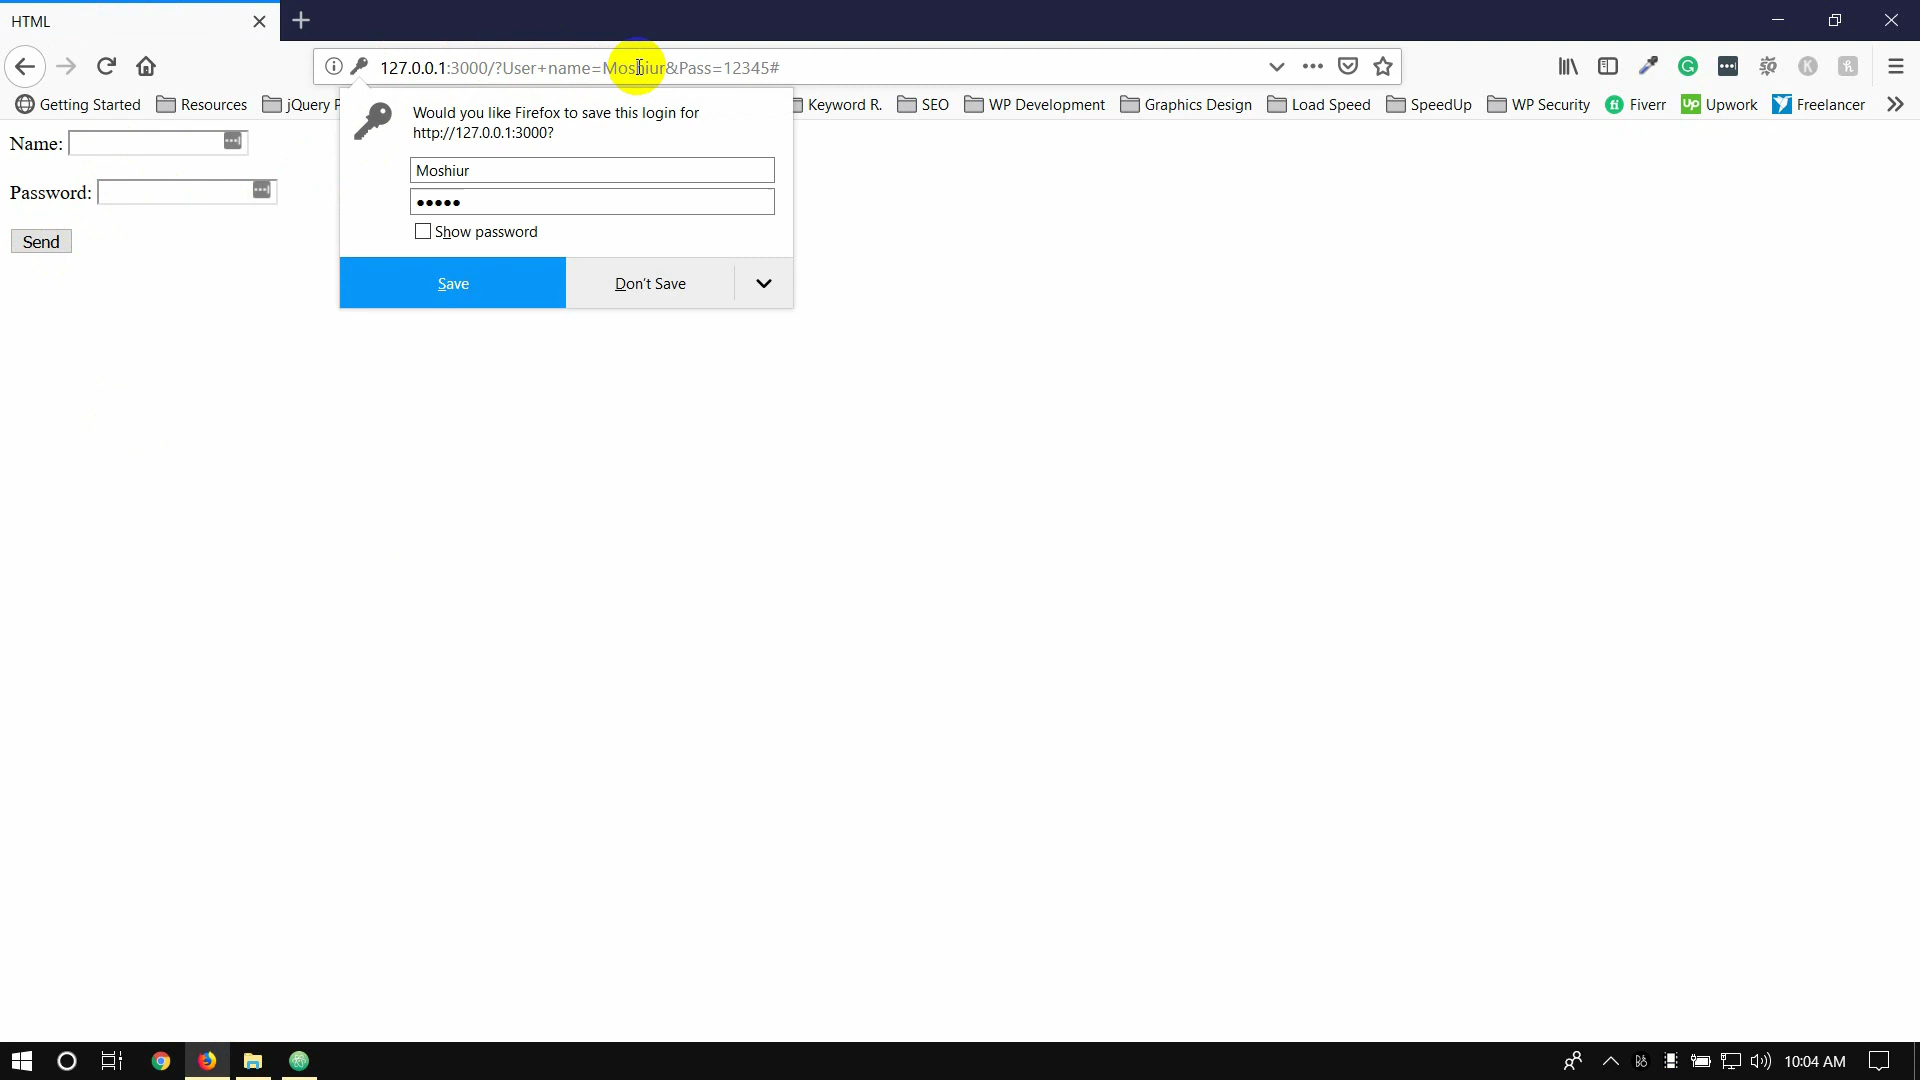 HTML
127.0.0.1:3000/?User+name=Moshiur&Pass=12345#
Getting Started Resources jQuery P Keyword R. SEO WP Development Graphics Design Load Speed SpeedUp WP Security Fiverr Upwork Freelancer
Would you like Firefox to save this login for
http://127.0.0.1:3000?
Name:
Moshiur
Password:
•••••
Show password
Send
Save Don't Save
10:04 AM